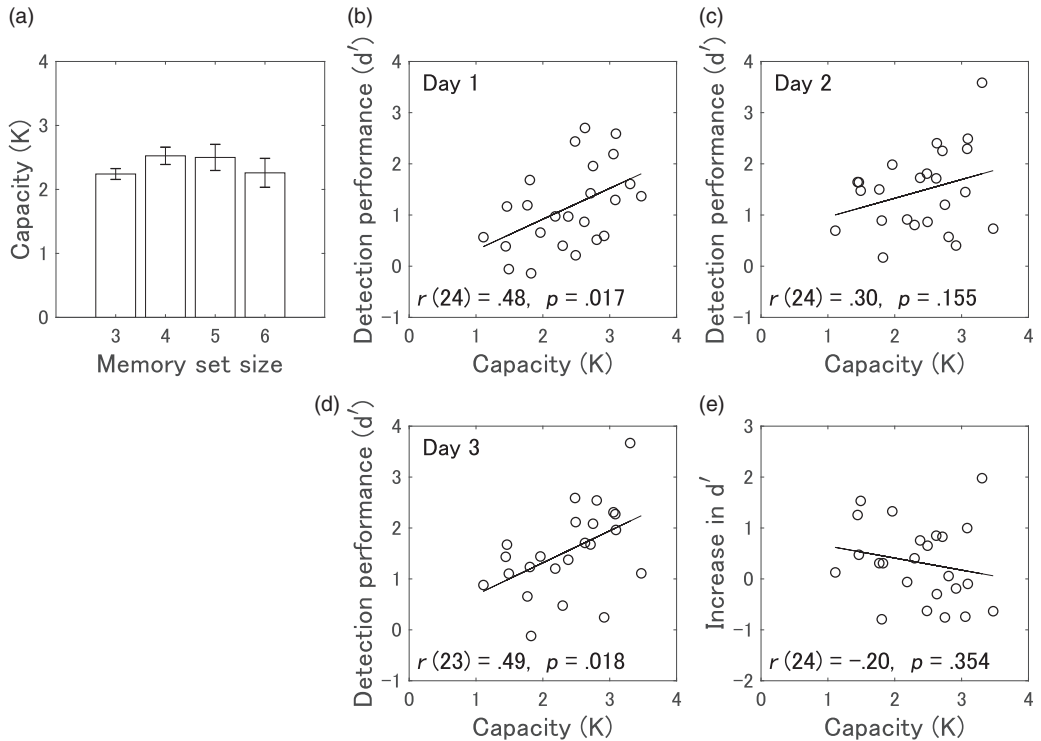 (a)
Capacity (K)
4
3
2
1
0
3 4 5 6
Memory set size
(b)
Detection performance (d′)
Day 1
4
3
2
1
0
−1
r (24) = .48, p = .017
0 1 2 3 4
Capacity (K)
(c)
Detection performance (d′)
Day 2
4
3
2
1
0
−1
r (24) = .30, p = .155
0 1 2 3 4
Capacity (K)
(d)
Detection performance (d′)
Day 3
4
3
2
1
0
−1
r (23) = .49, p = .018
0 1 2 3 4
Capacity (K)
(e)
Increase in d′
3
2
1
0
−1
−2
r (24) = −.20, p = .354
0 1 2 3 4
Capacity (K)